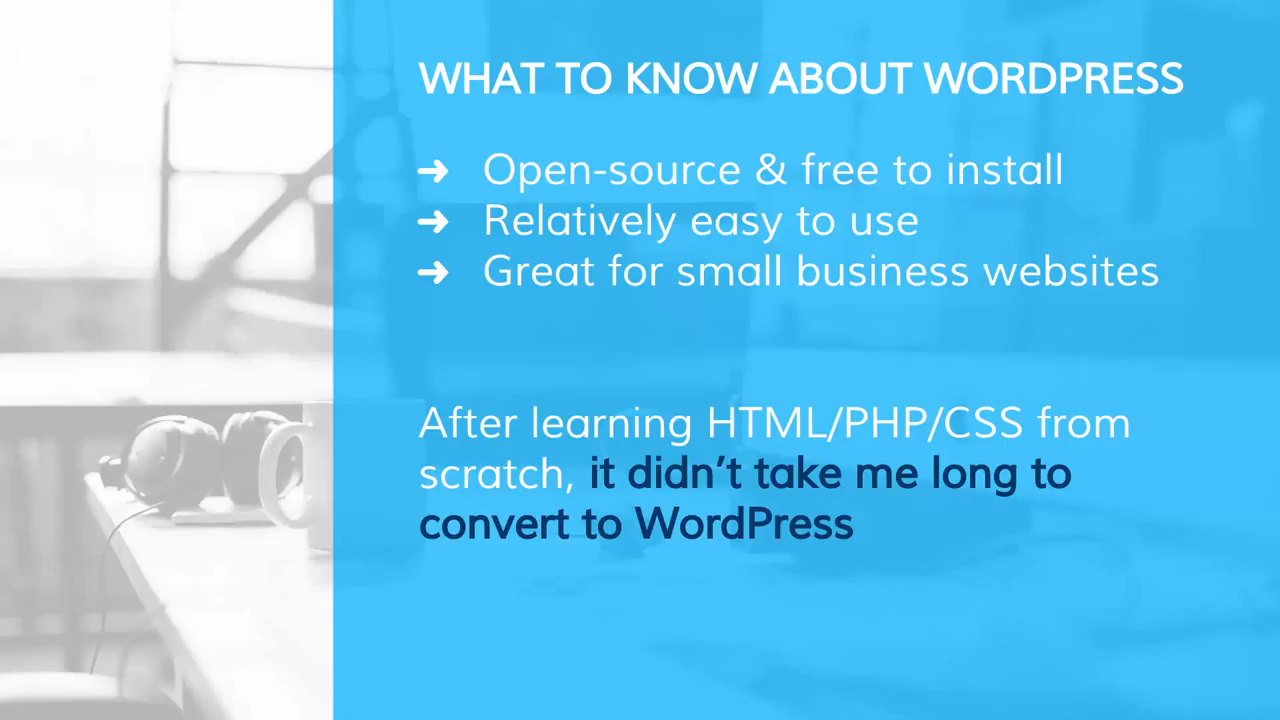 WHAT TO KNOW ABOUT WORDPRESS
➜ Open-source & free to install
➜ Relatively easy to use
➜ Great for small business websites
After learning HTML/PHP/CSS from
scratch, it didn’t take me long to
convert to WordPress